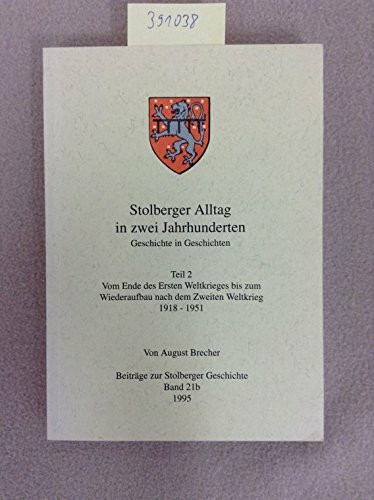 391038
Stolberger Alltag
in zwei Jahrhunderten
Geschichte in Geschichten
Teil 2
Vom Ende des Ersten Weltkrieges bis zum
Wiederaufbau nach dem Zweiten Weltkrieg
1918 - 1951
Von August Brecher
Beiträge zur Stolberger Geschichte
Band 21b
1995